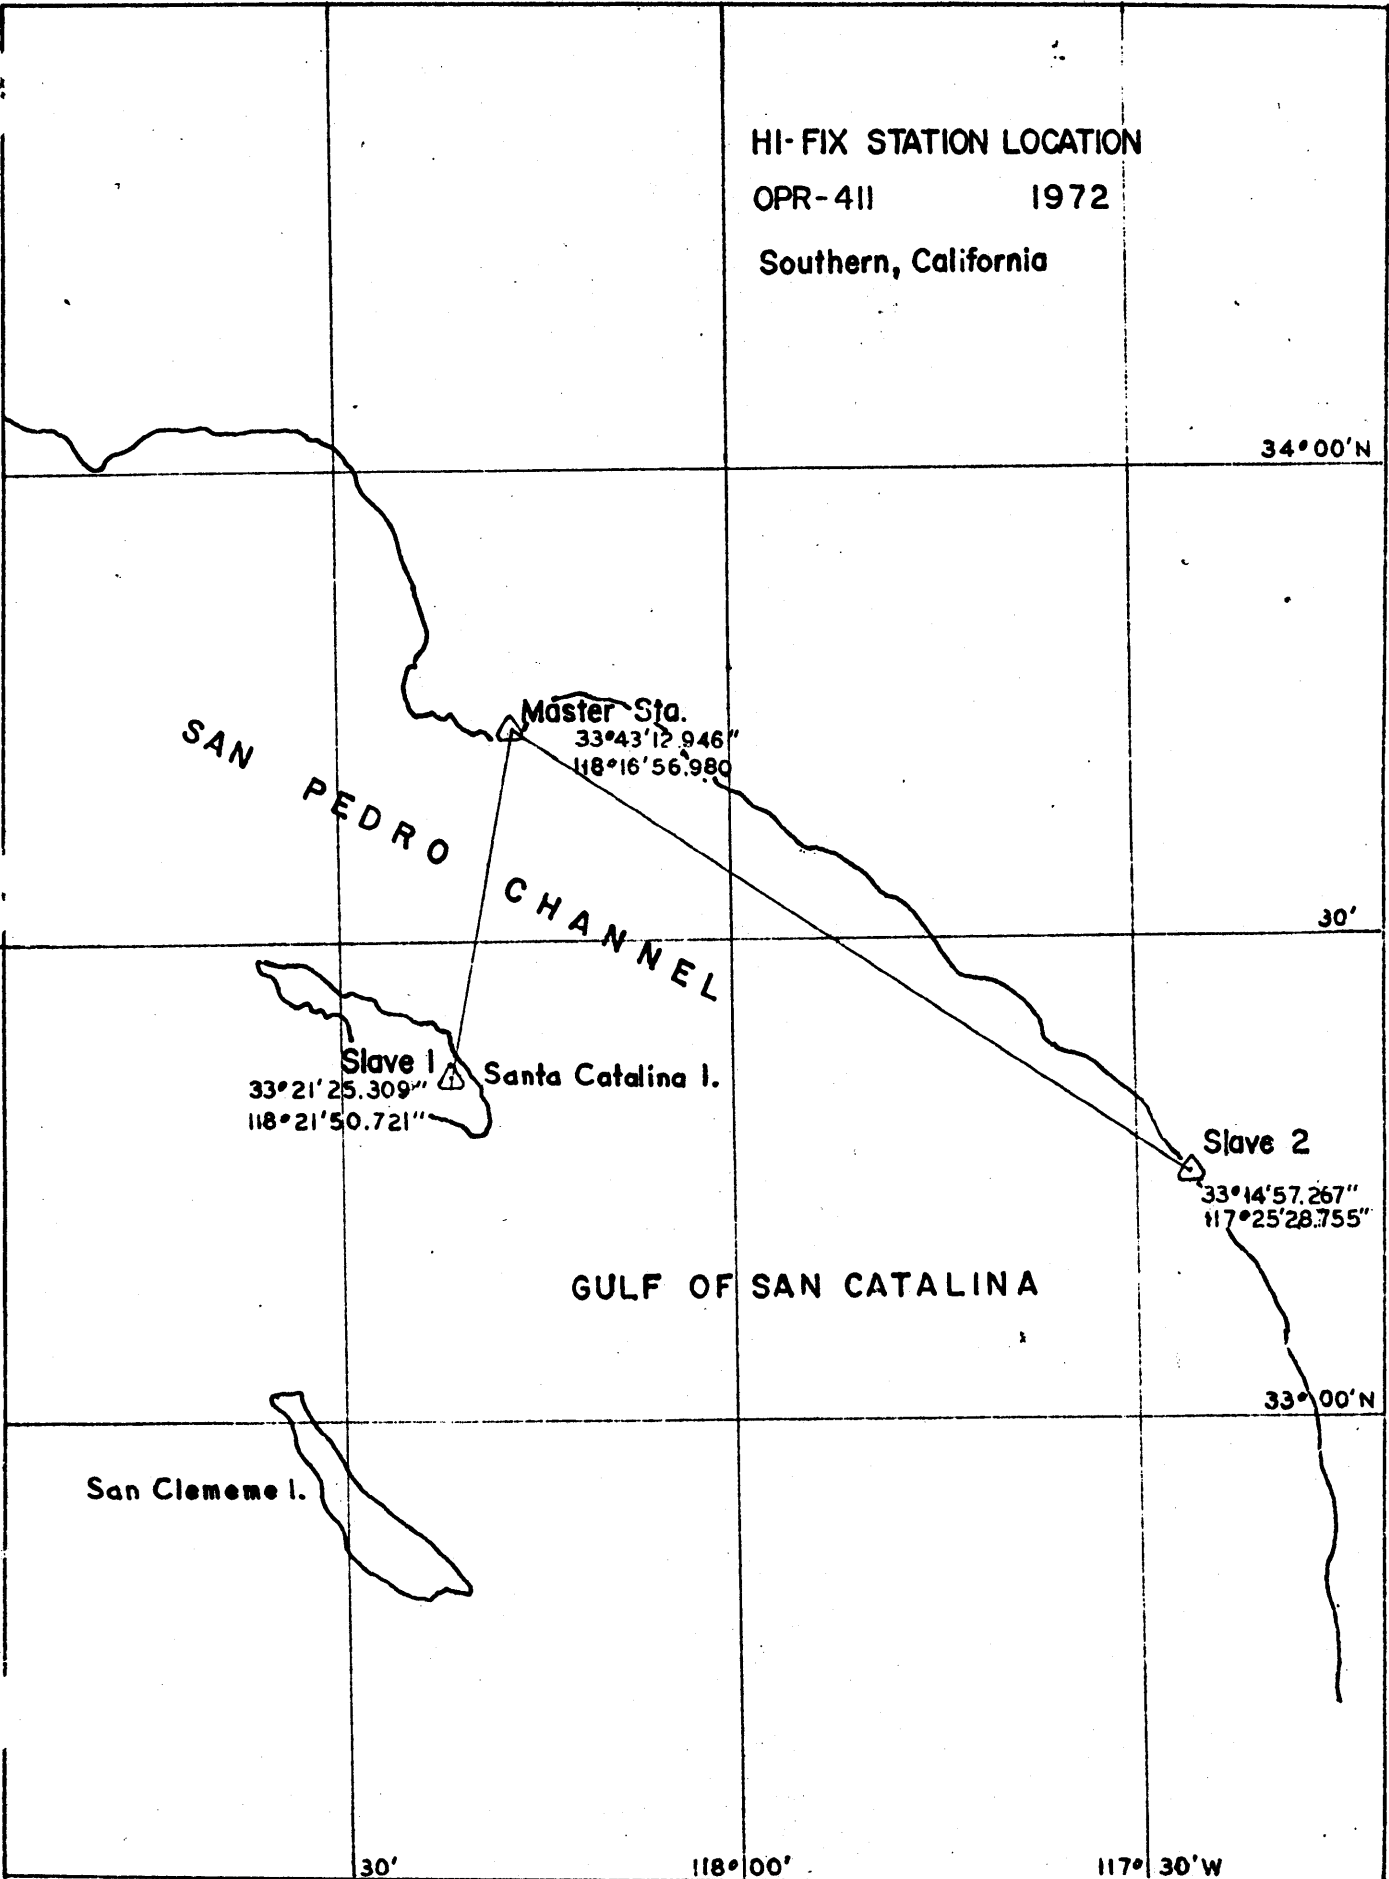 HI-FIX STATION LOCATION
OPR-411 1972
Southern, California
34°00'N
Master Sta.
33°43'12.946"
118°16'56.980
SAN PEDRO CHANNEL
30'
Slave 1
33°21'25.309"
118°21'50.721"
Santa Catalina I.
Slave 2
33°14'57.267"
117°25'28.755"
GULF OF SAN CATALINA
33°00'N
San Clememe I.
30'
118°00'
117°30'W